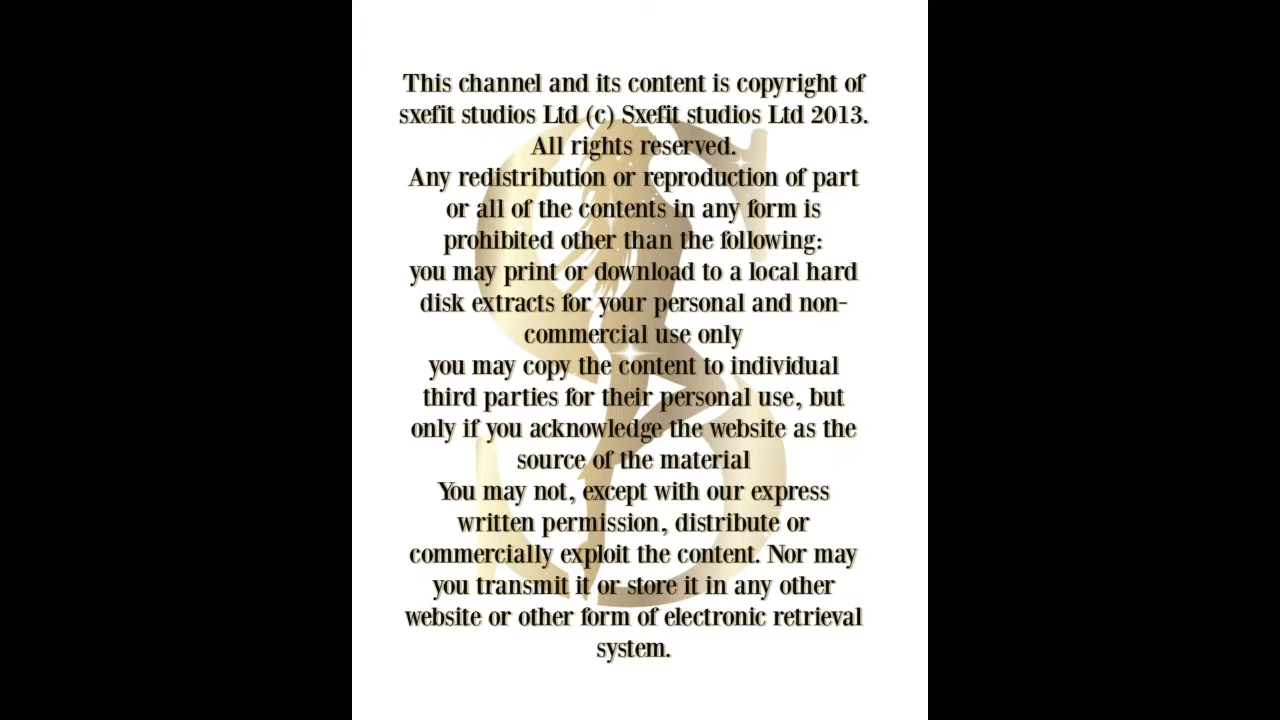 This channel and its content is copyright of
sxefit studios Ltd (c) Sxefit studios Ltd 2013.
All rights reserved.
Any redistribution or reproduction of part
or all of the contents in any form is
prohibited other than the following:
you may print or download to a local hard
disk extracts for your personal and non-
commercial use only
you may copy the content to individual
third parties for their personal use, but
only if you acknowledge the website as the
source of the material
You may not, except with our express
written permission, distribute or
commercially exploit the content. Nor may
you transmit it or store it in any other
website or other form of electronic retrieval
system.